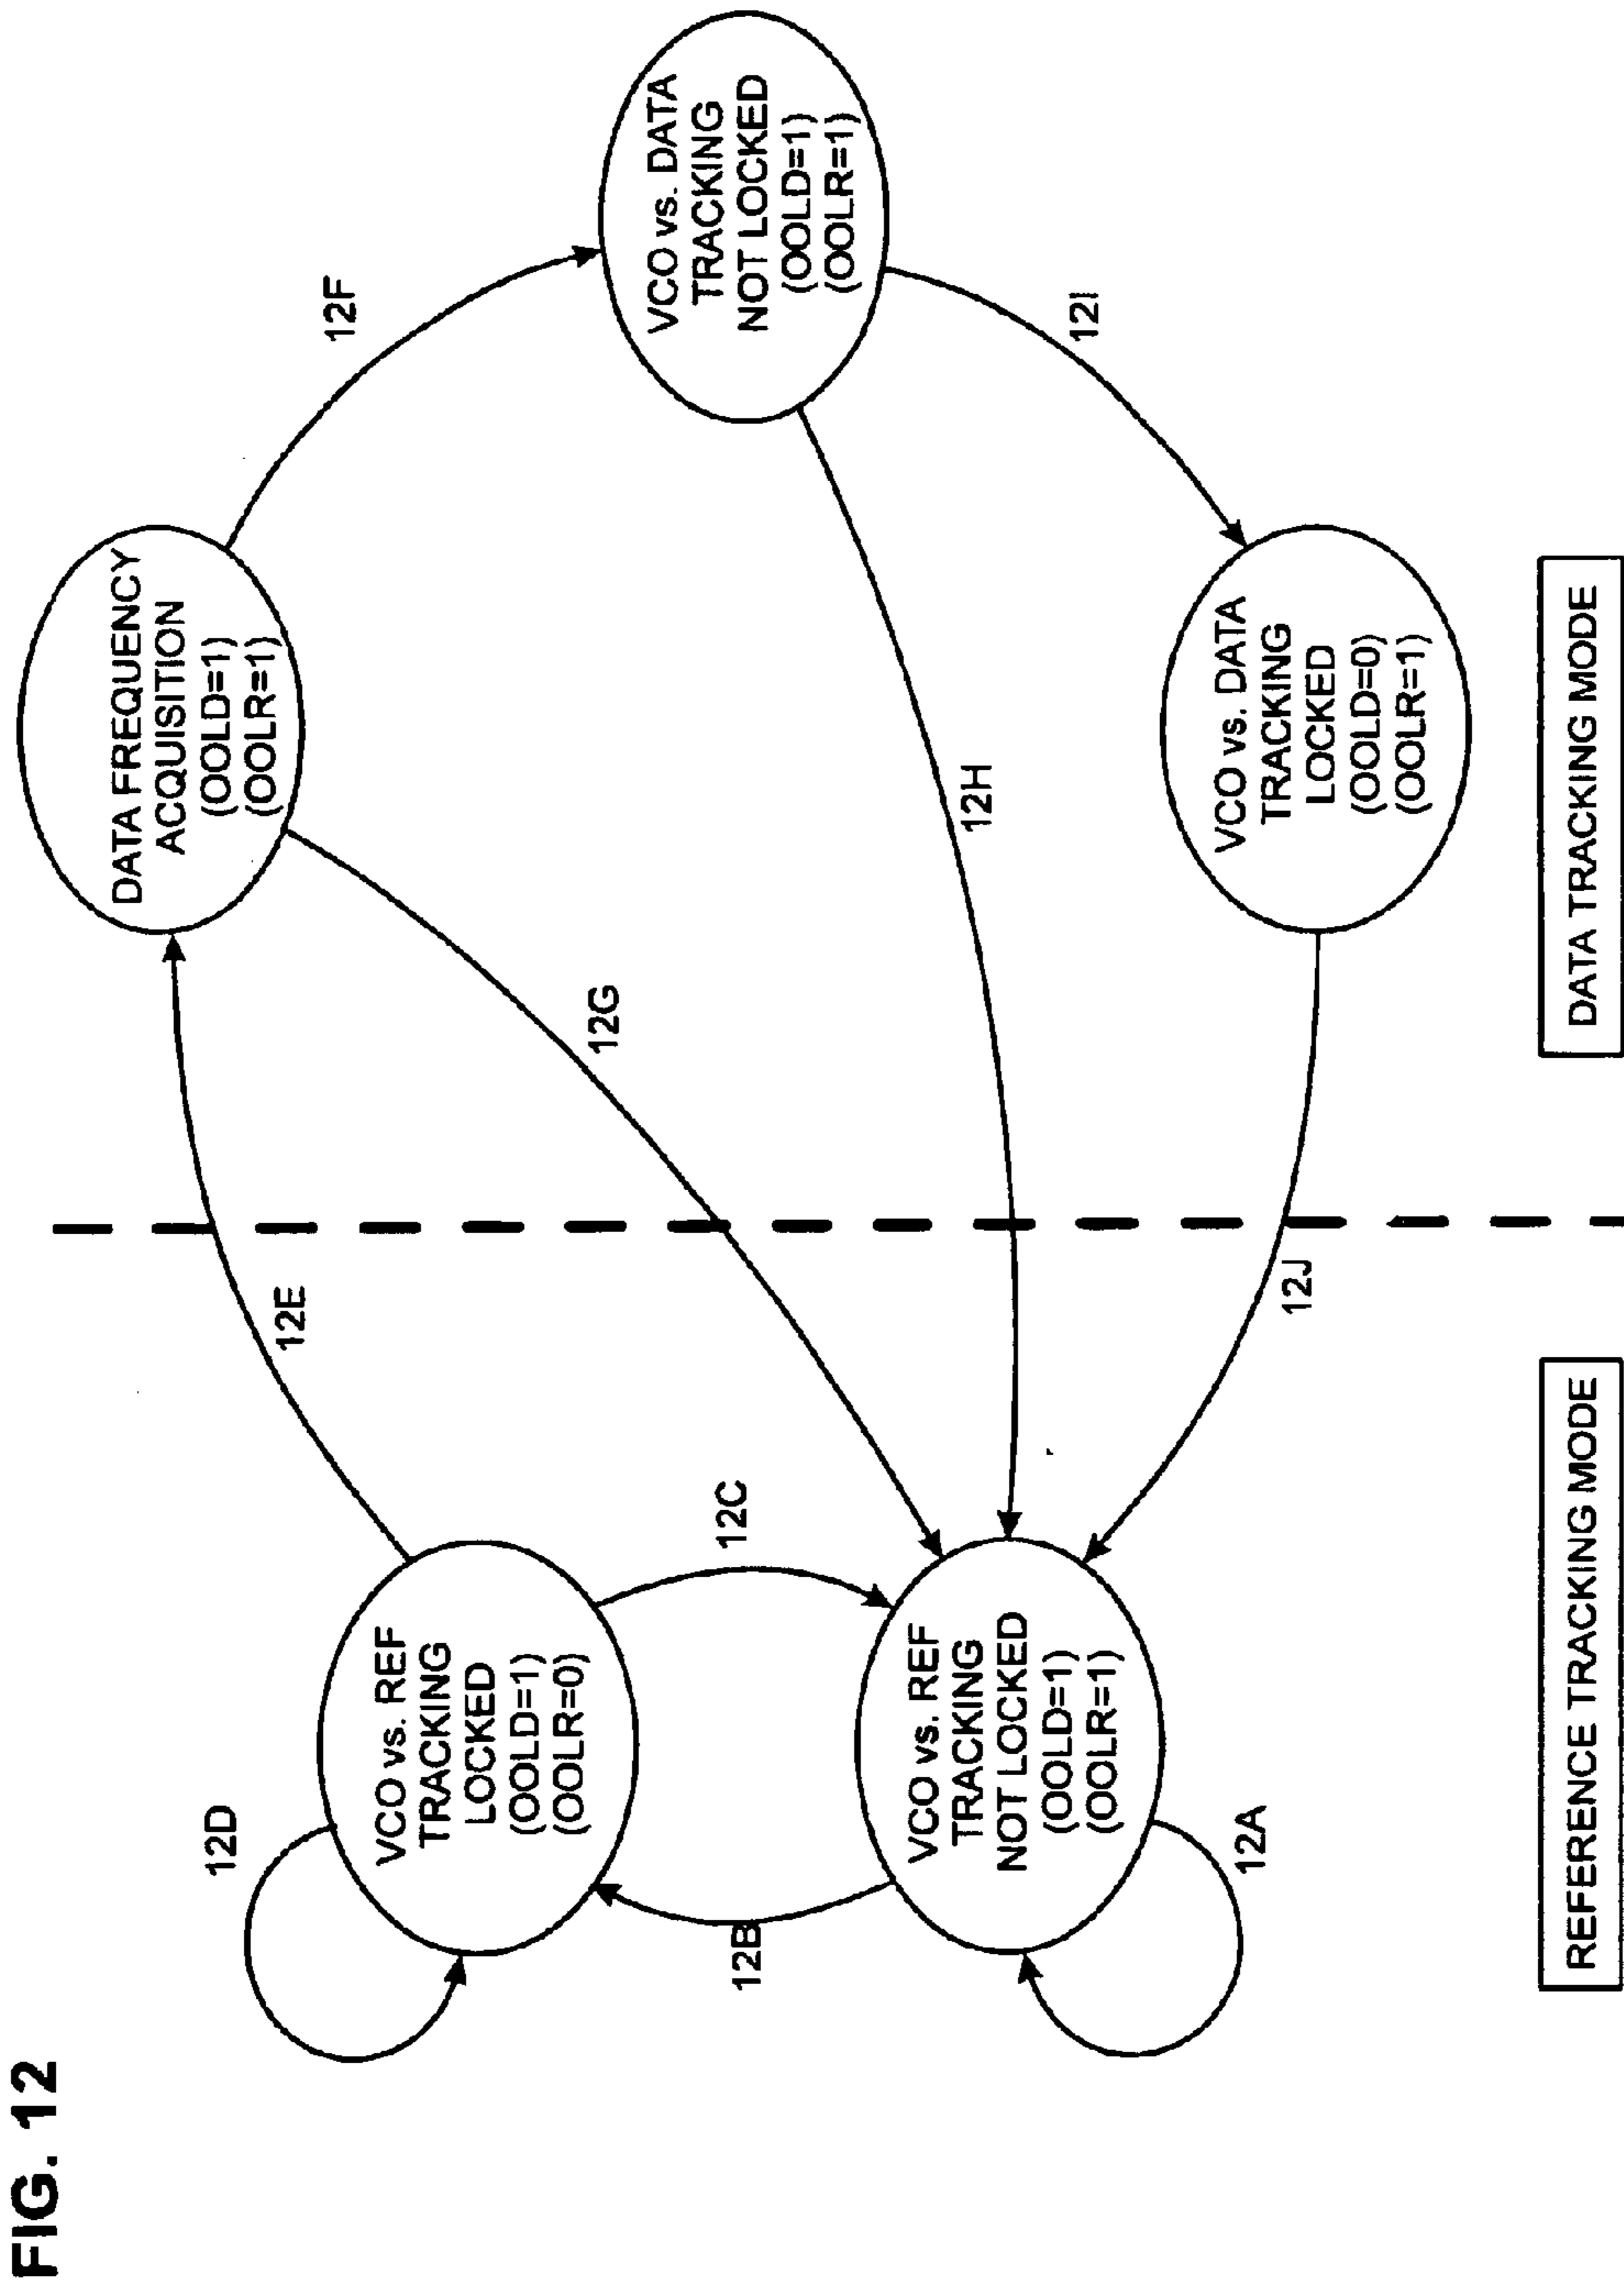 FIG. 12
12D
VCO vs. REF
TRACKING
LOCKED
(OOLD=1)
(OOLR=0)
12E
DATA FREQUENCY
ACQUISITION
(OOLD=1)
(OOLR=1)
12F
12B
12C
12G
VCO vs. DATA
TRACKING
NOT LOCKED
(OOLD=1)
(OOLR=1)
12H
VCO vs. REF
TRACKING
NOT LOCKED
(OOLD=1)
(OOLR=1)
12A
12J
12I
VCO vs. DATA
TRACKING
LOCKED
(OOLD=0)
(OOLR=1)
REFERENCE TRACKING MODE
DATA TRACKING MODE